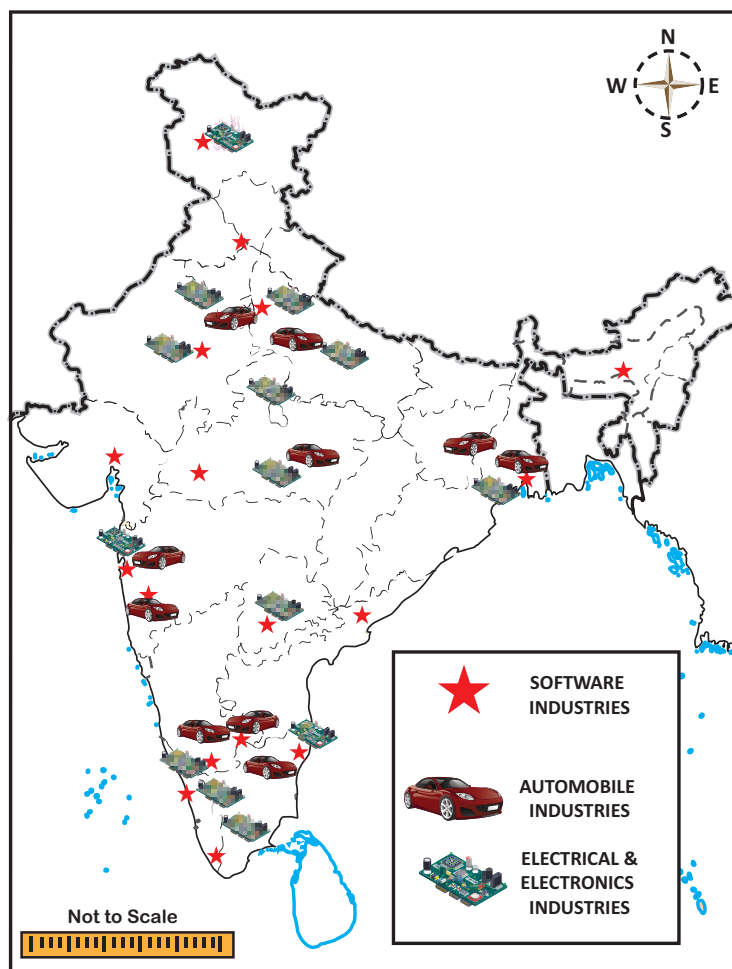 N
W E
S
SOFTWARE
INDUSTRIES
AUTOMOBILE
INDUSTRIES
ELECTRICAL &
ELECTRONICS
INDUSTRIES
Not to Scale